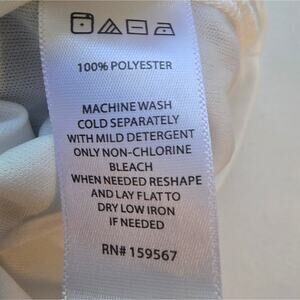 100% POLYESTER
MACHINE WASH
COLD SEPARATELY
WITH MILD DETERGENT
ONLY NON-CHLORINE
BLEACH
WHEN NEEDED RESHAPE
AND LAY FLAT TO
DRY LOW IRON
IF NEEDED
RN# 159567